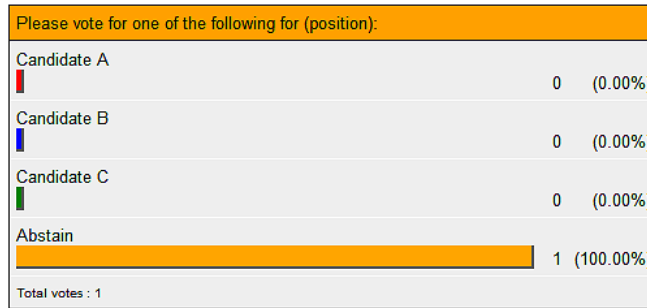 Please vote for one of the following for (position):
Candidate A
0 (0.00%
Candidate B
0 (0.00%
Candidate C
0 (0.00%
Abstain
1 (100.00%
Total votes : 1